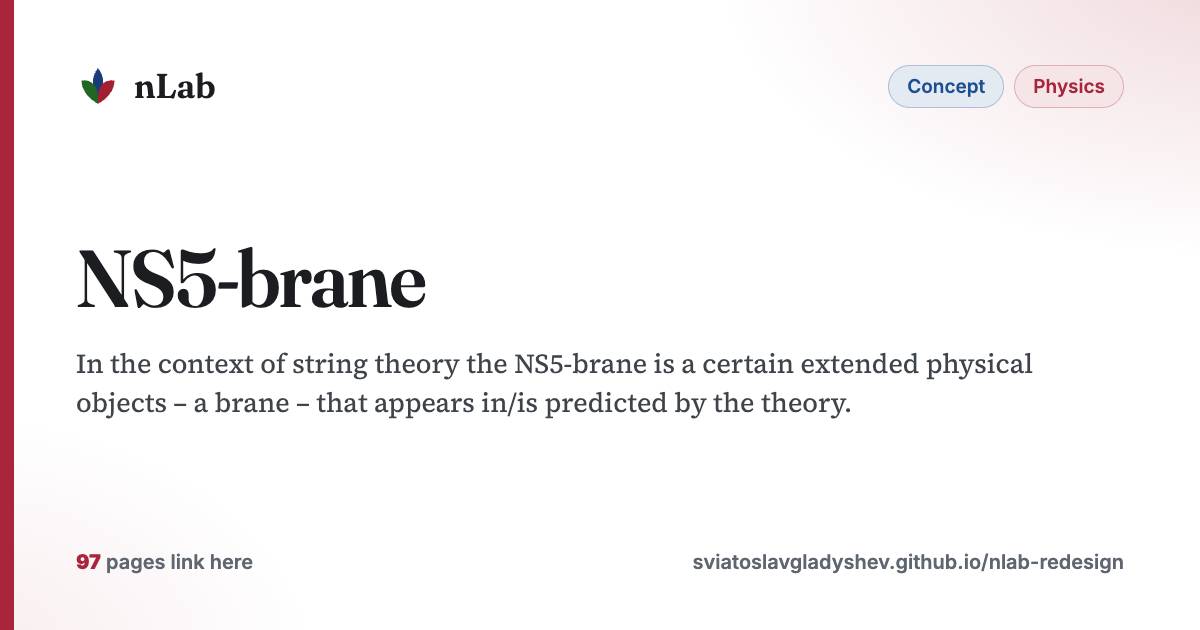 nLab
Concept
Physics
NS5-brane
In the context of string theory the NS5-brane is a certain extended physical
objects – a brane – that appears in/is predicted by the theory.
97 pages link here
sviatoslavgladyshev.github.io/nlab-redesign